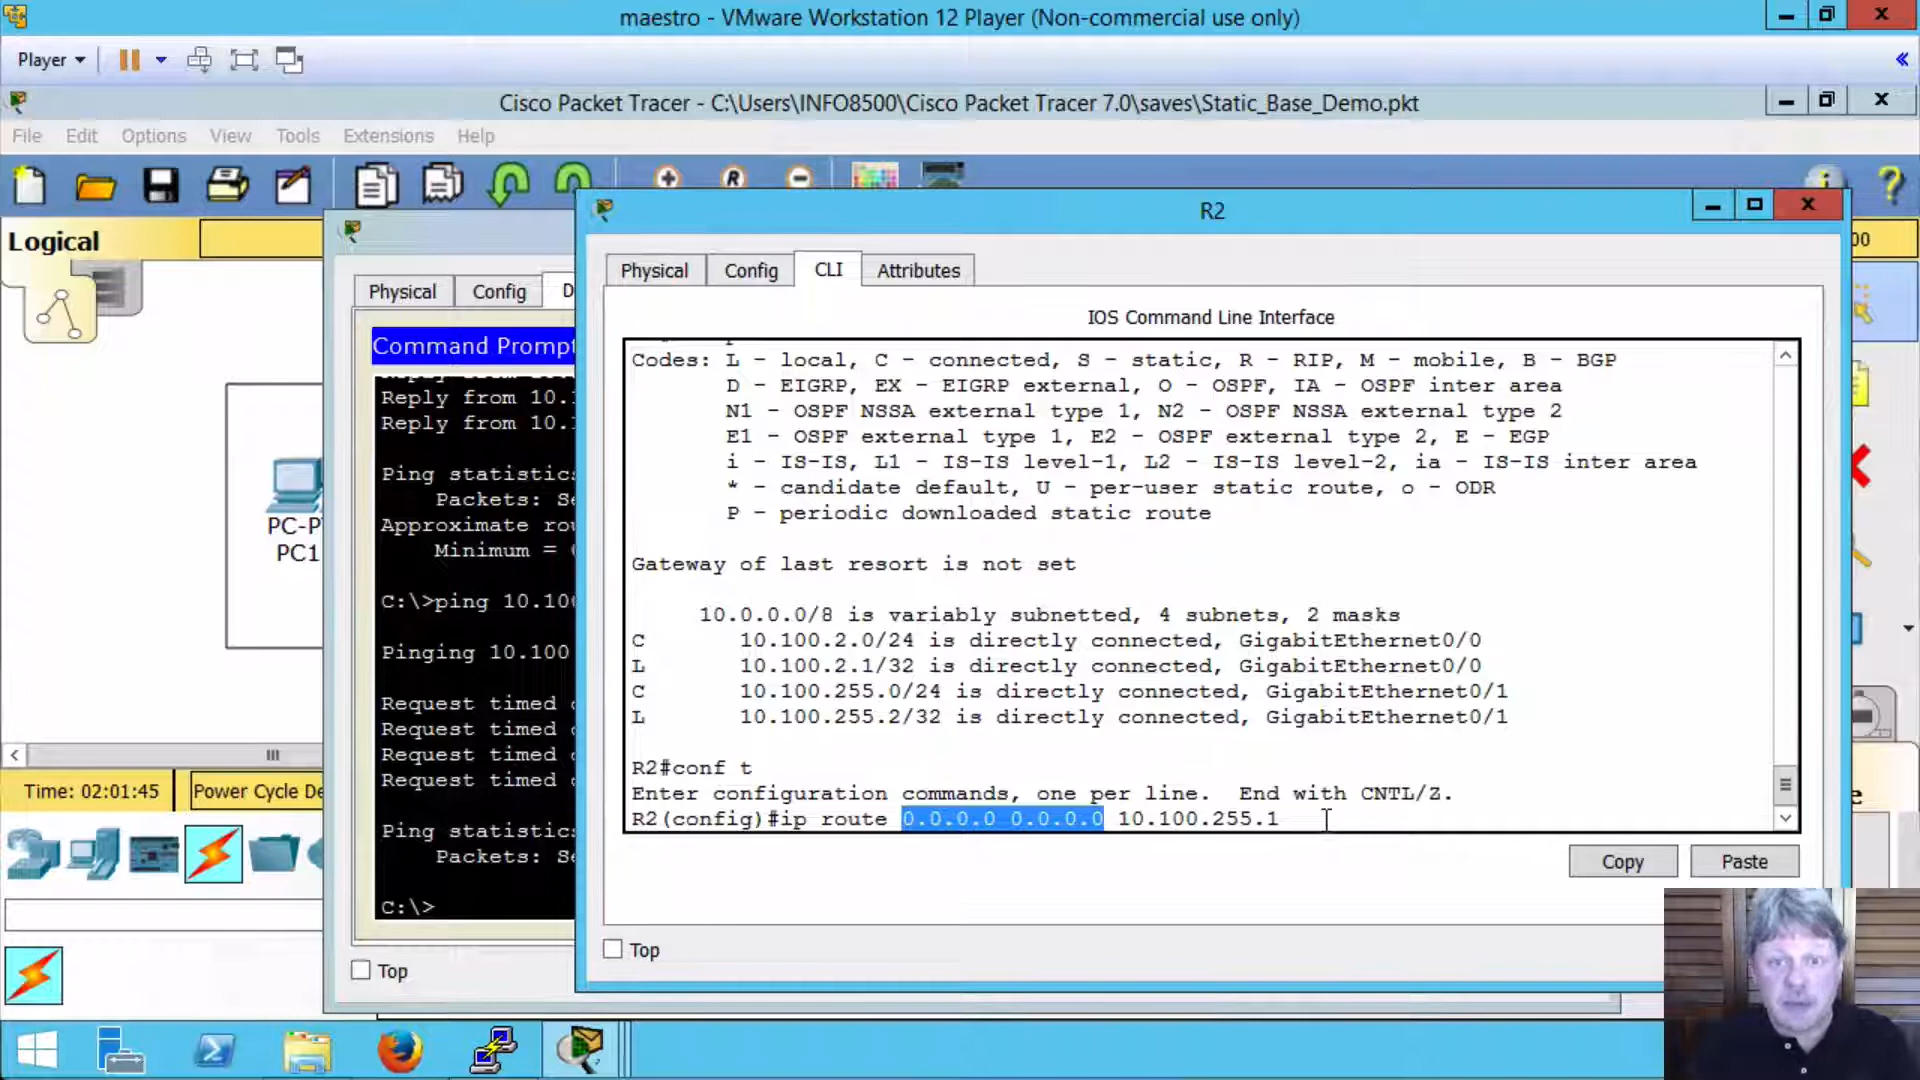 maestro - VMware Workstation 12 Player (Non-commercial use only)
Player
Cisco Packet Tracer - C:\Users\INFO8500\Cisco Packet Tracer 7.0\saves\Static_Base_Demo.pkt
File Edit Options View Tools Extensions Help
R
Logical
PC1
Time: 02:01:45
Physical Config
Command Prompt
Reply from 10.
Reply from 10.
Ping statistics
Packets:
Approximate
Minimum =
C:\>ping 10.100
Pinging 10.100
Request timed
Request timed
Request timed
Request timed
Ping statistics
Packets:
C:\>
Top
R2
Physical Config CLI Attributes
IOS Command Line Interface
Codes: L - local, C - connected, S - static, R - RIP, M - mobile, B - BGP
D - EIGRP, EX - EIGRP external, O - OSPF, IA - OSPF inter area
N1 - OSPF NSSA external type 1, N2 - OSPF NSSA external type 2
E1 - OSPF external type 1, E2 - OSPF external type 2, E - EGP
i - IS-IS, L1 - IS-IS level-1, L2 - IS-IS level-2, ia - IS-IS inter area
* - candidate default, U - per-user static route, o - ODR
P - periodic downloaded static route
Gateway of last resort is not set
10.0.0.0/8 is variably subnetted, 4 subnets, 2 masks
C 10.100.2.0/24 is directly connected, GigabitEthernet0/0
L 10.100.2.1/32 is directly connected, GigabitEthernet0/0
C 10.100.255.0/24 is directly connected, GigabitEthernet0/1
L 10.100.255.2/32 is directly connected, GigabitEthernet0/1
R2#conf t
Enter configuration commands, one per line. End with CNTL/Z.
R2(config)#ip route 0.0.0.0 0.0.0.0 10.100.255.1
Copy Paste
Top